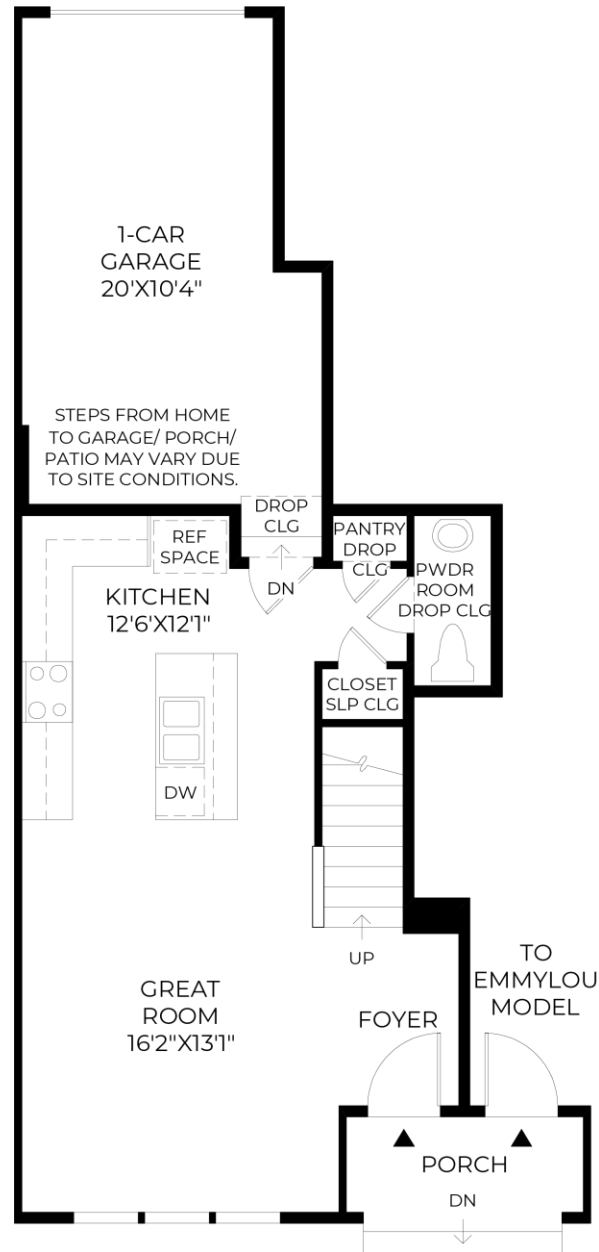 1-CAR
GARAGE
20'X10'4"
STEPS FROM HOME
TO GARAGE/ PORCH/
PATIO MAY VARY DUE
TO SITE CONDITIONS.
DROP
CLG
REF
SPACE
PANTRY
DROP
CLG
PWDR
ROOM
DROP CLG
DN
KITCHEN
12'6'X12'1"
CLOSET
SLP CLG
DW
UP
GREAT
ROOM
16'2"X13'1"
FOYER
TO
EMMYLOU
MODEL
PORCH
DN